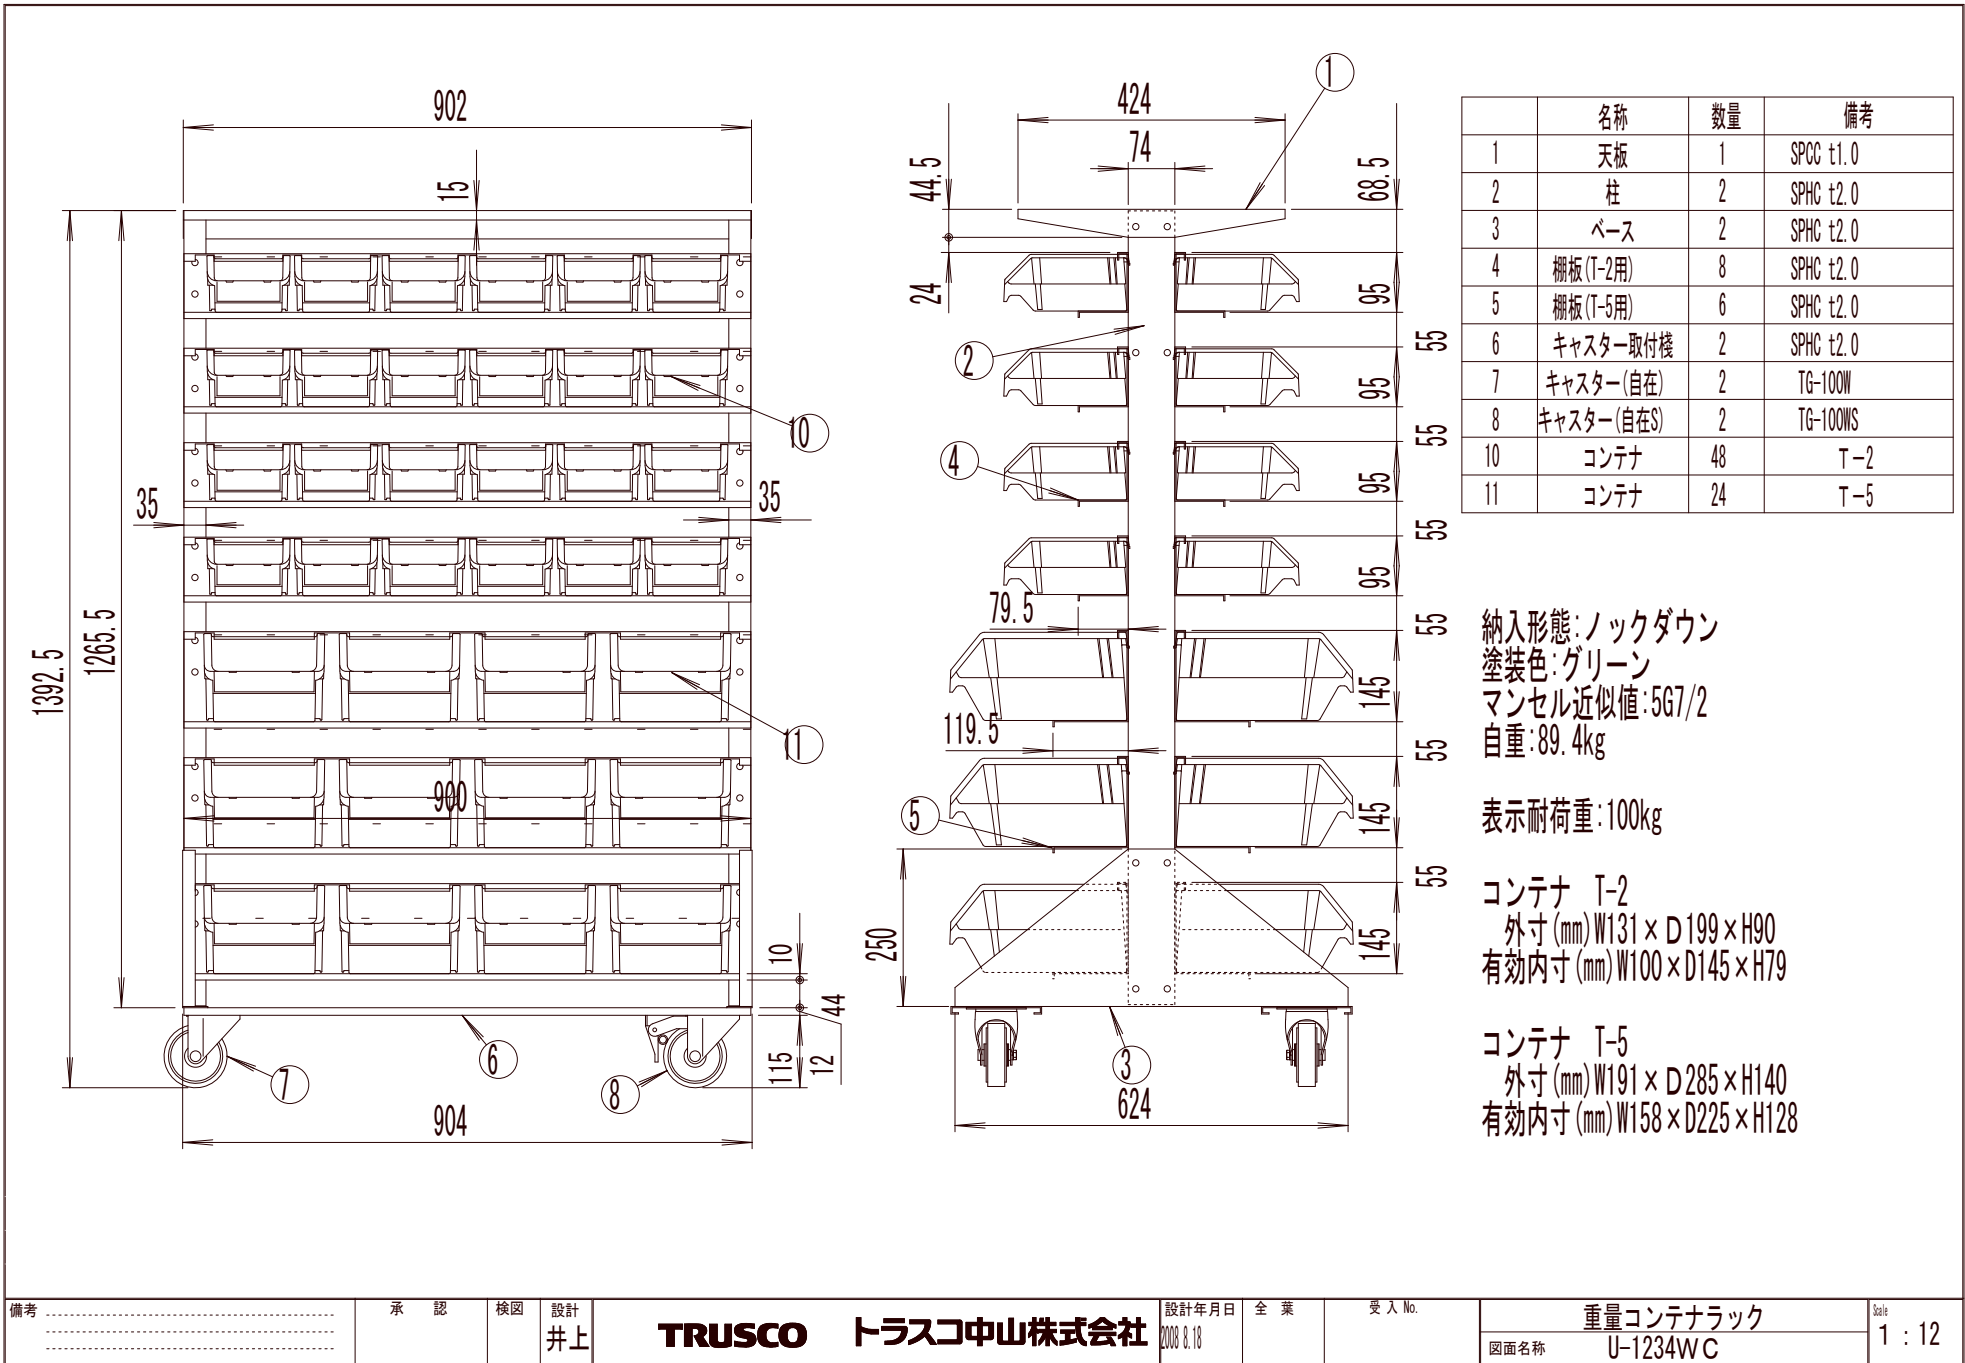 902
15
1392.5
1265.5
35
35
900
10
11
10
44
115
12
6
7
8
904
1
424
74
44.5
68.5
24
95
55
2
95
55
4
95
55
95
79.5
55
145
119.5
55
5
145
55
250
145
3
624
名称 数量 備考
1 天板 1 SPCC t1.0
2 柱 2 SPHC t2.0
3 ベース 2 SPHC t2.0
4 棚板(T-2用) 8 SPHC t2.0
5 棚板(T-5用) 6 SPHC t2.0
6 キャスター取付桟 2 SPHC t2.0
7 キャスター(自在) 2 TG-100W
8 キャスター(自在S) 2 TG-100WS
10 コンテナ 48 T-2
11 コンテナ 24 T-5
納入形態:ノックダウン
塗装色:グリーン
マンセル近似値:5G7/2
自重:89.4kg
表示耐荷重:100kg
コンテナ T-2
外寸(mm)W131×D199×H90
有効内寸(mm)W100×D145×H79
コンテナ T-5
外寸(mm)W191×D285×H140
有効内寸(mm)W158×D225×H128
備考
承 認
検図
設計
井上
TRUSCO トラスコ中山株式会社
設計年月日
2008 8.18
全 葉
受入 No.
重量コンテナラック
図面名称 U-1234WC
Scale
1 : 12